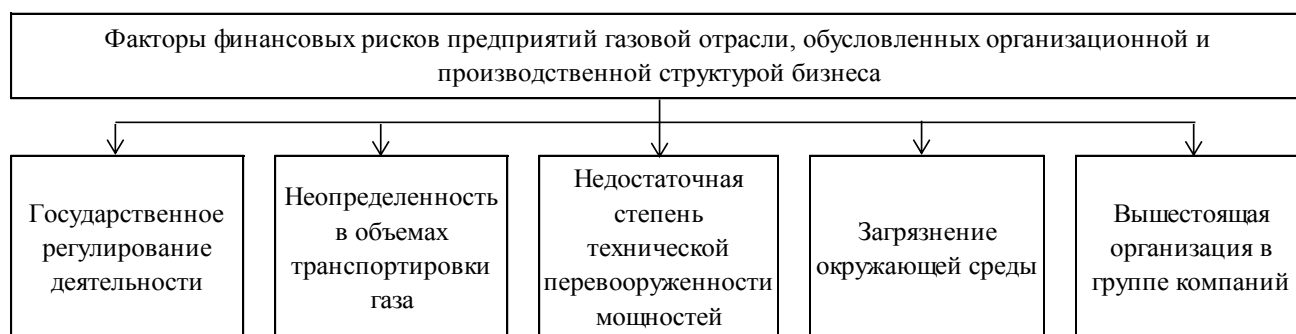 Факторы финансовых рисков предприятий газовой отрасли, обусловленных организационной и
производственной структурой бизнеса
Государственное
регулирование
деятельности
Неопределенность
в объемах
транспортировки
газа
Недостаточная
степень
технической
перевооруженности
мощностей
Загрязнение
окружающей среды
Вышестоящая
организация в
группе компаний